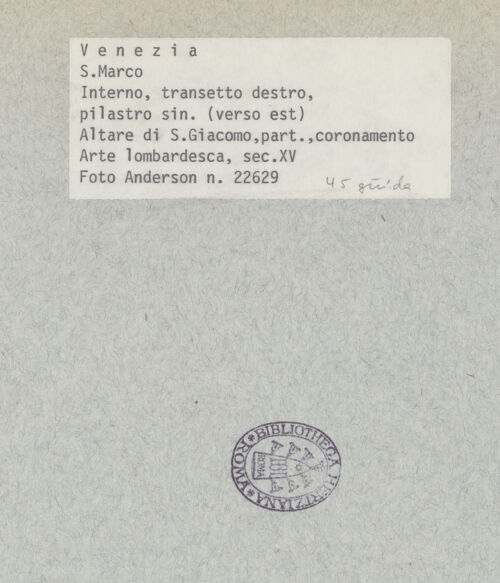 V e n e z i a
S.Marco
Interno, transetto destro,
pilastro sin. (verso est)
Altare di S.Giacomo,part.,coronamento
Arte lombardesca, sec.XV
Foto Anderson n. 22629
45 guida
BIBLIOTHECA HERTZIANA ROMA
ROMA